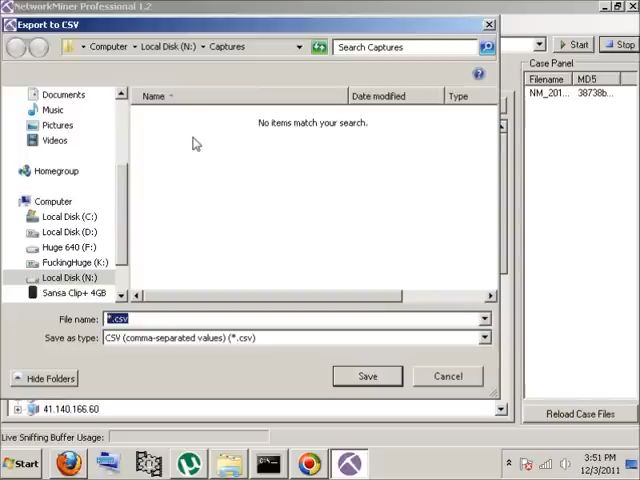 NetworkMiner Professional 1.2
Export to CSV
Computer
Local Disk (N:)
Captures
Search Captures
Start
Stop
Case Panel
Filename
MD5
NM_201...
38738b...
Documents
Music
Pictures
Videos
Homegroup
Computer
Local Disk (C:)
Local Disk (D:)
Huge 640 (F:)
FuckingHuge (K:)
Local Disk (N:)
Sansa Clip+ 4GB
Name
Date modified
Type
No items match your search.
File name:
*.csv
Save as type:
CSV (comma-separated values) (*.csv)
Hide Folders
Save
Cancel
41.140.166.60
Reload Case Files
Live Sniffing Buffer Usage:
Start
3:51 PM
12/3/2011